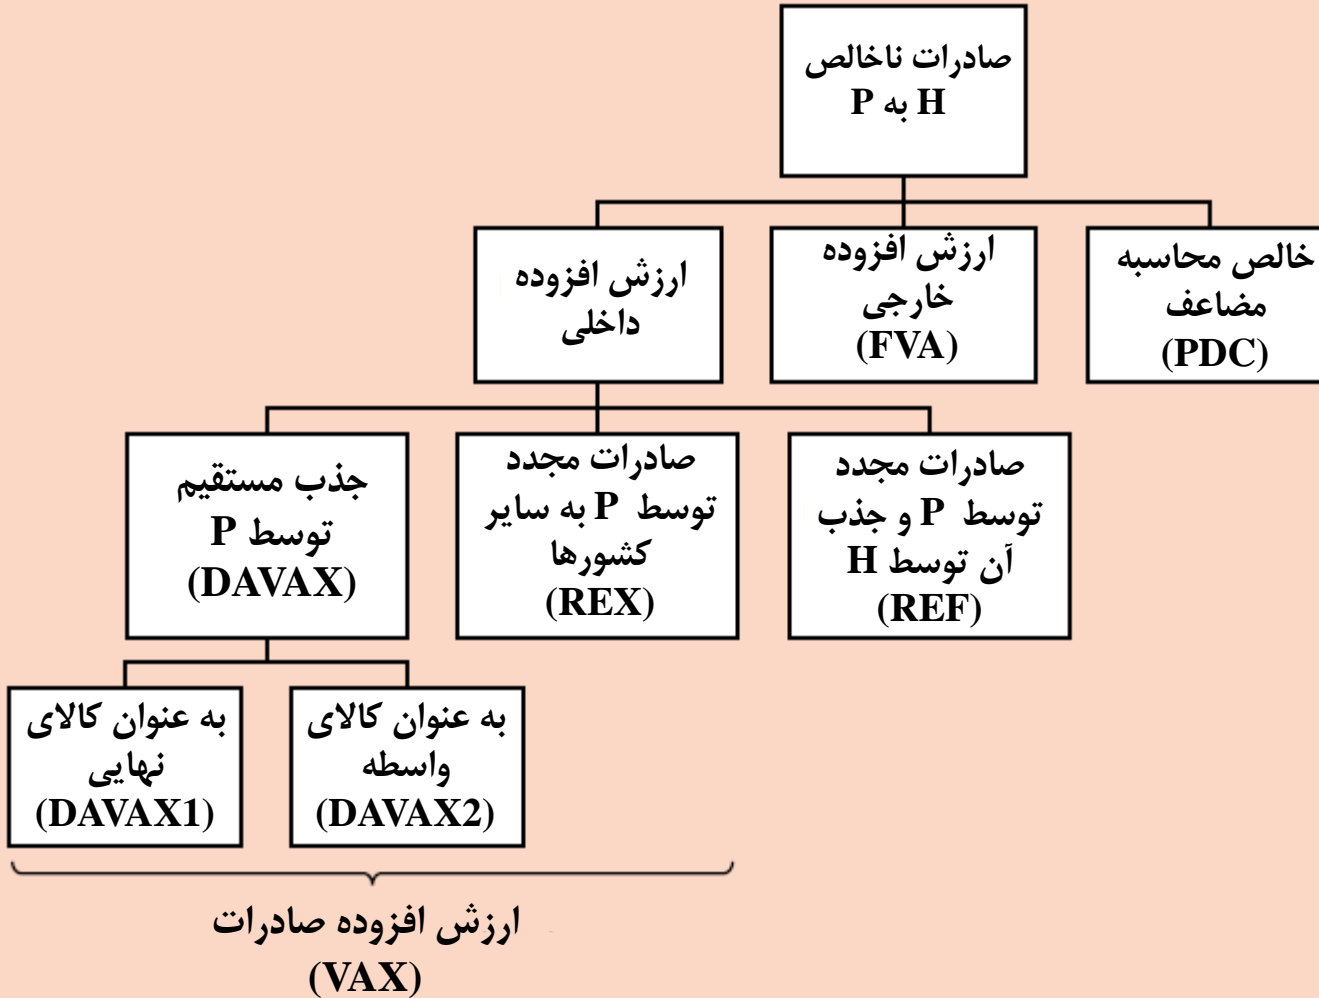 صادرات ناخالص
H به P
ارزش افزوده
داخلی
ارزش افزوده
خارجی
(FVA)
خالص محاسبه
مضاعف
(PDC)
جذب مستقیم
توسط P
(DAVAX)
صادرات مجدد
توسط P به سایر
کشورها
(REX)
صادرات مجدد
توسط P و جذب
آن توسط H
(REF)
به عنوان کالای
نهایی
(DAVAX1)
به عنوان کالای
واسطه
(DAVAX2)
ارزش افزوده صادرات
(VAX)